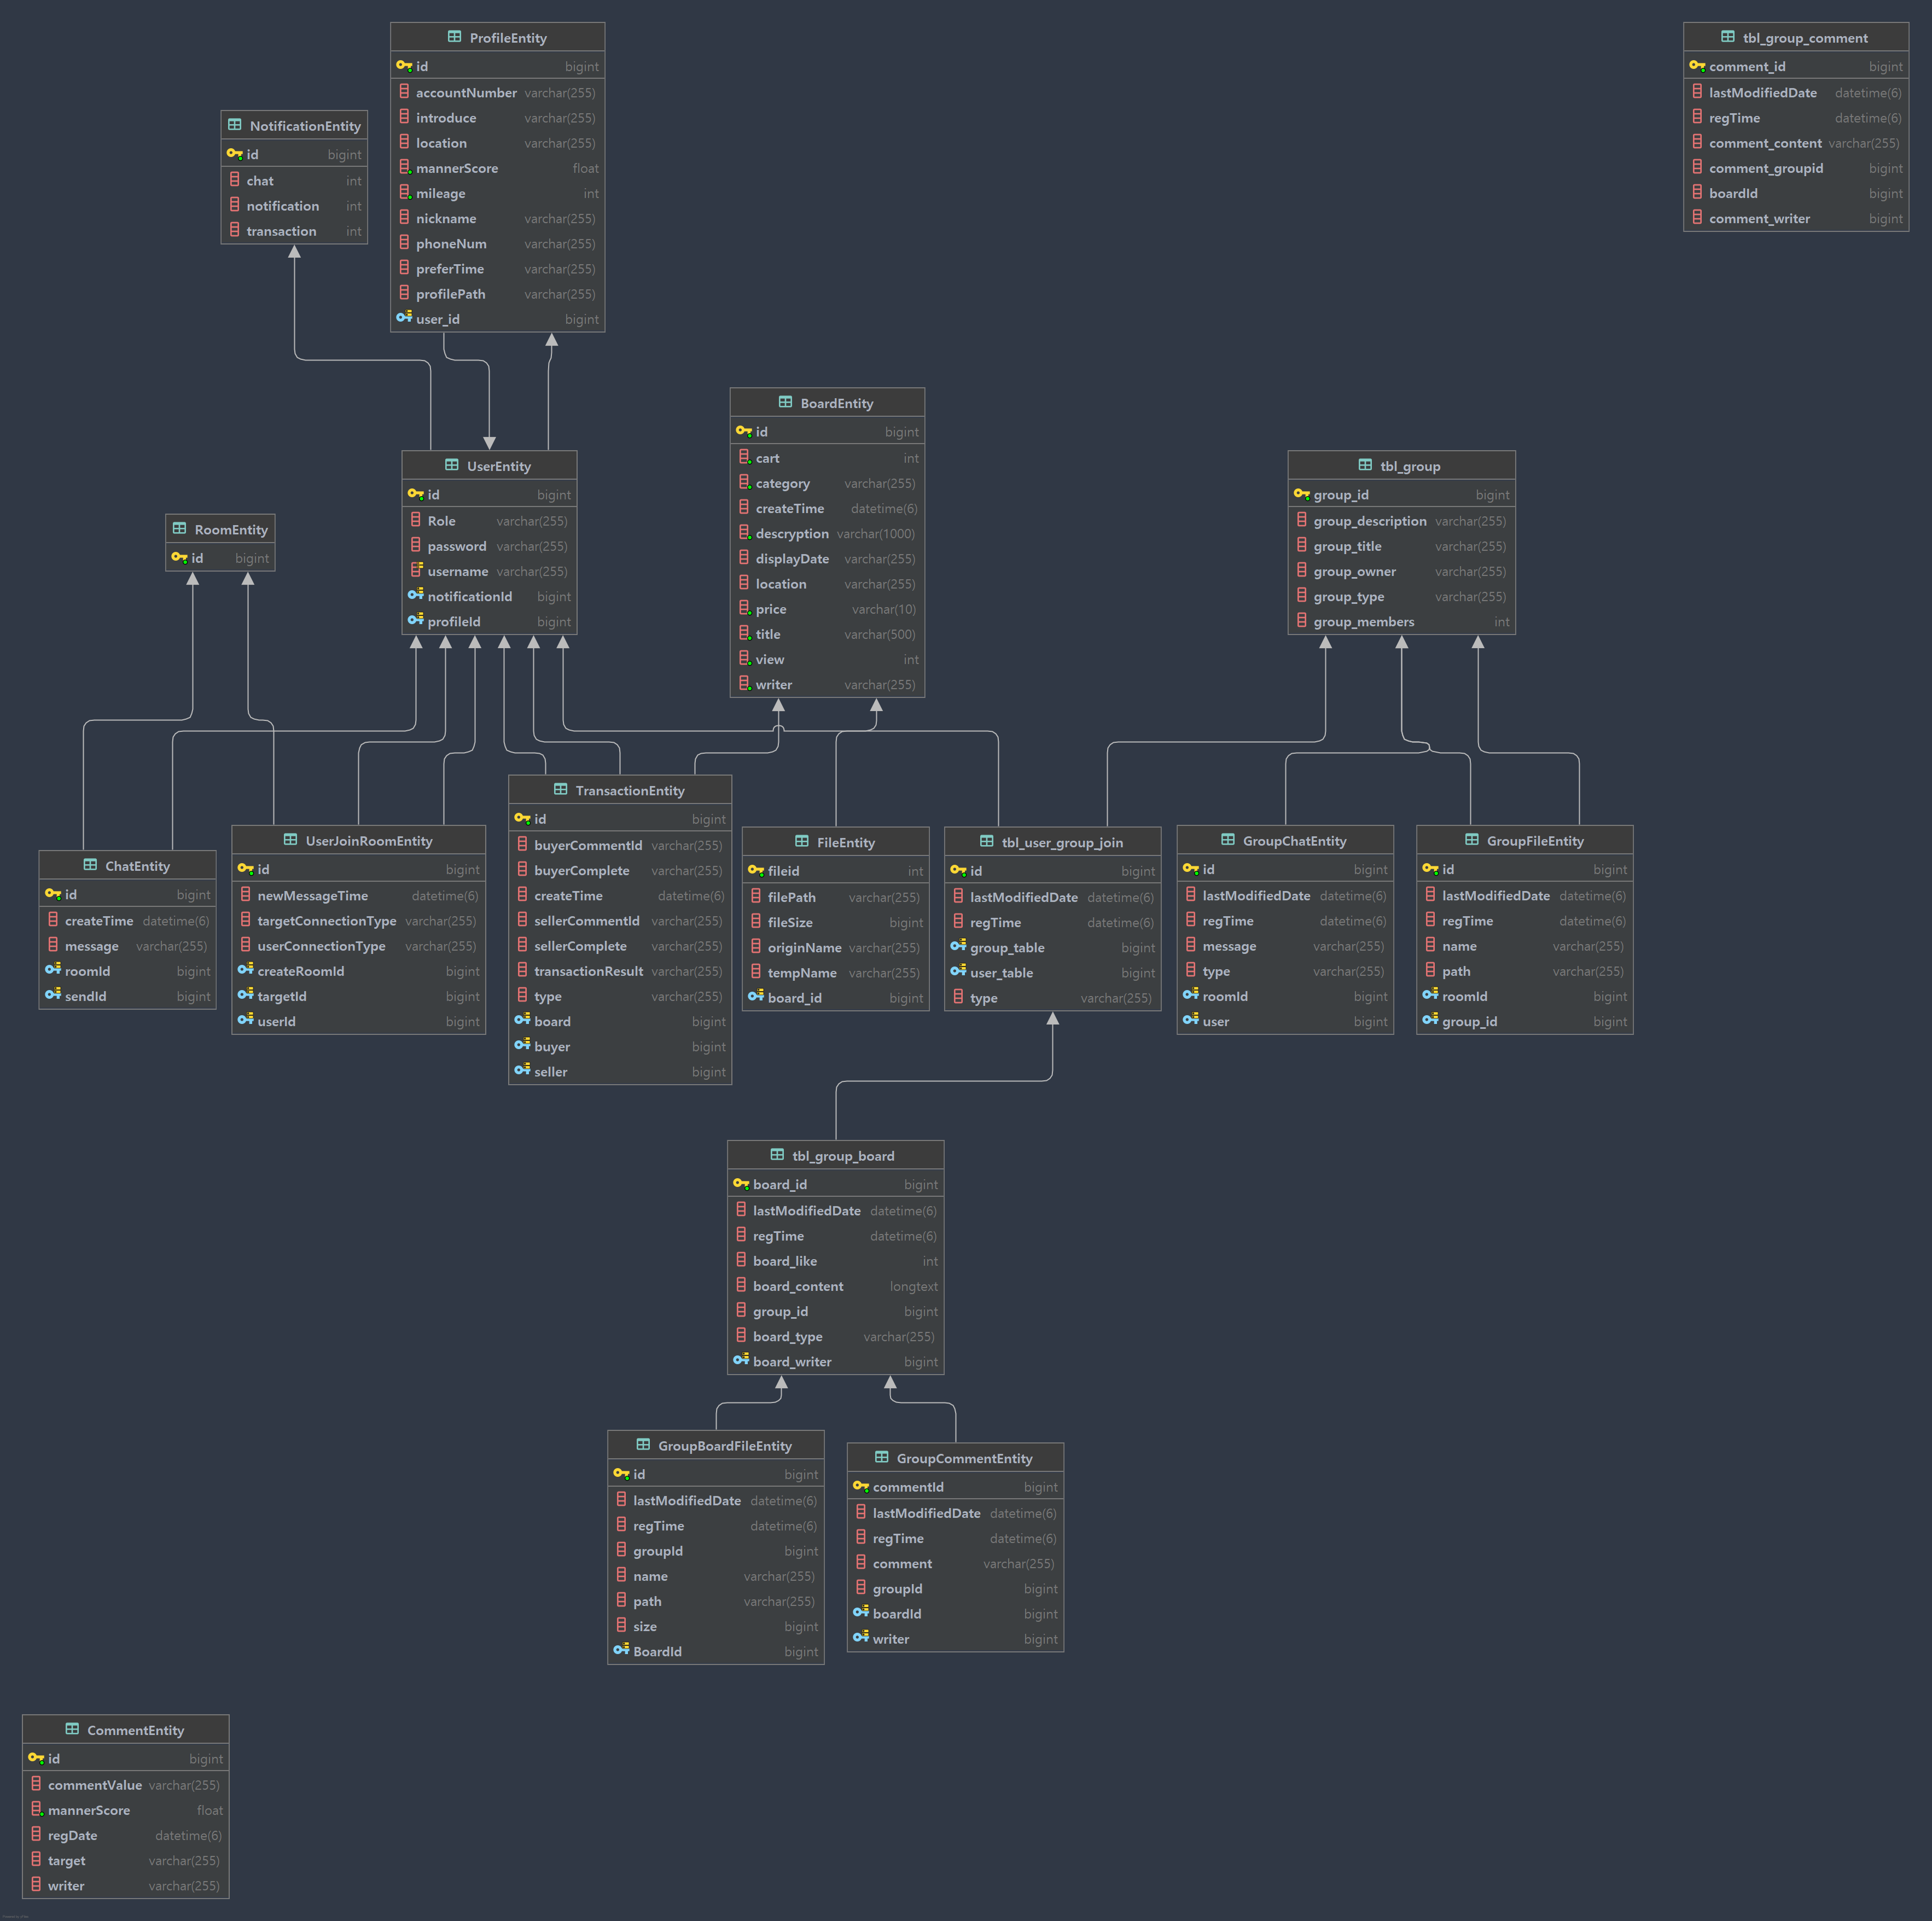 ProfileEntity
id bigint
accountNumber varchar(255)
introduce varchar(255)
location varchar(255)
mannerScore float
mileage int
nickname varchar(255)
phoneNum varchar(255)
preferTime varchar(255)
profilePath varchar(255)
user_id bigint
tbl_group_comment
comment_id bigint
lastModifiedDate datetime(6)
regTime datetime(6)
comment_content varchar(255)
comment_groupid bigint
boardId bigint
comment_writer bigint
NotificationEntity
id bigint
chat int
notification int
transaction int
BoardEntity
id bigint
cart int
category varchar(255)
createTime datetime(6)
descryption varchar(1000)
displayDate varchar(255)
location varchar(255)
price varchar(10)
title varchar(500)
view int
writer varchar(255)
UserEntity
id bigint
Role varchar(255)
password varchar(255)
username varchar(255)
notificationId bigint
profileId bigint
tbl_group
group_id bigint
group_description varchar(255)
group_title varchar(255)
group_owner varchar(255)
group_type varchar(255)
group_members int
RoomEntity
id bigint
ChatEntity
id bigint
createTime datetime(6)
message varchar(255)
roomId bigint
sendId bigint
UserJoinRoomEntity
id bigint
newMessageTime datetime(6)
targetConnectionType varchar(255)
userConnectionType varchar(255)
createRoomId bigint
targetId bigint
userId bigint
TransactionEntity
id bigint
buyerCommentId varchar(255)
buyerComplete varchar(255)
createTime datetime(6)
sellerCommentId varchar(255)
sellerComplete varchar(255)
transactionResult varchar(255)
type varchar(255)
board bigint
buyer bigint
seller bigint
FileEntity
fileid int
filePath varchar(255)
fileSize bigint
originName varchar(255)
tempName varchar(255)
board_id bigint
tbl_user_group_join
id bigint
lastModifiedDate datetime(6)
regTime datetime(6)
group_table bigint
user_table bigint
type varchar(255)
GroupChatEntity
id bigint
lastModifiedDate datetime(6)
regTime datetime(6)
message varchar(255)
type varchar(255)
roomId bigint
user bigint
GroupFileEntity
id bigint
lastModifiedDate datetime(6)
regTime datetime(6)
name varchar(255)
path varchar(255)
roomId bigint
group_id bigint
tbl_group_board
board_id bigint
lastModifiedDate datetime(6)
regTime datetime(6)
board_like int
board_content longtext
group_id bigint
board_type varchar(255)
board_writer bigint
GroupBoardFileEntity
id bigint
lastModifiedDate datetime(6)
regTime datetime(6)
groupId bigint
name varchar(255)
path varchar(255)
size bigint
BoardId bigint
GroupCommentEntity
commentId bigint
lastModifiedDate datetime(6)
regTime datetime(6)
comment varchar(255)
groupId bigint
boardId bigint
writer bigint
CommentEntity
id bigint
commentValue varchar(255)
mannerScore float
regDate datetime(6)
target varchar(255)
writer varchar(255)